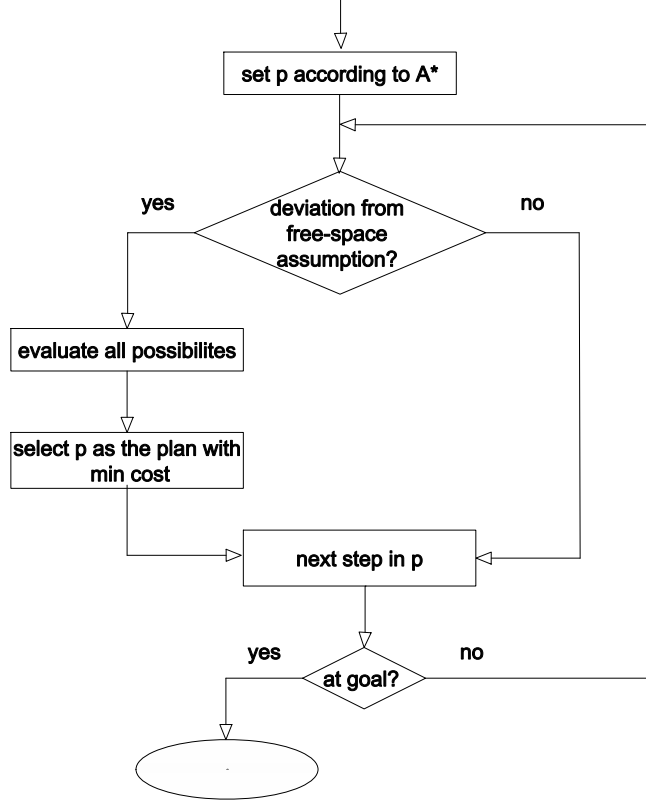 set p according to A*
yes
no
deviation from
free-space
assumption?
evaluate all possibilites
select p as the plan with
min cost
next step in p
yes
no
at goal?
-